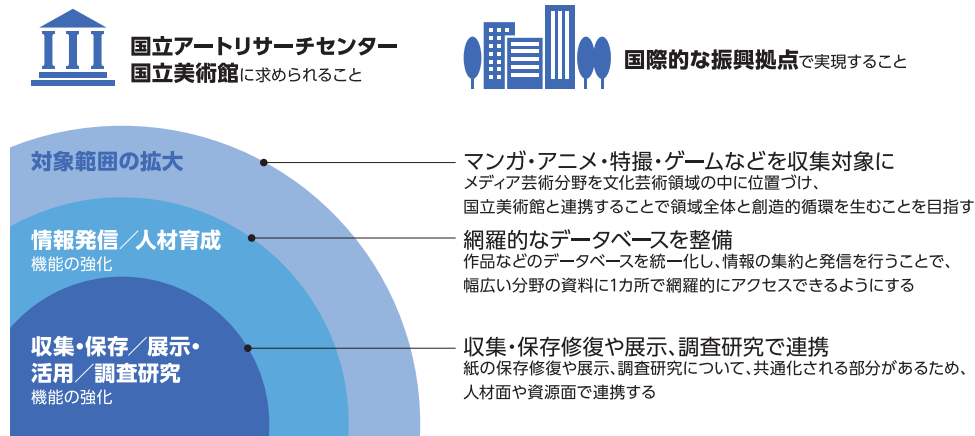 国立アートリサーチセンター
国立美術館に求められること
国際的な振興拠点で実現すること
対象範囲の拡大
マンガ・アニメ・特撮・ゲームなどを収集対象に
メディア芸術分野を文化芸術領域の中に位置づけ、
国立美術館と連携することで領域全体と創造的循環を生むことを目指す
情報発信／人材育成
機能の強化
網羅的なデータベースを整備
作品などのデータベースを統一化し、情報の集約と発信を行うことで、
幅広い分野の資料に1カ所で網羅的にアクセスできるようにする
収集・保存／展示・
活用／調査研究
機能の強化
収集・保存修復や展示、調査研究で連携
紙の保存修復や展示、調査研究について、共通化される部分があるため、
人材面や資源面で連携する